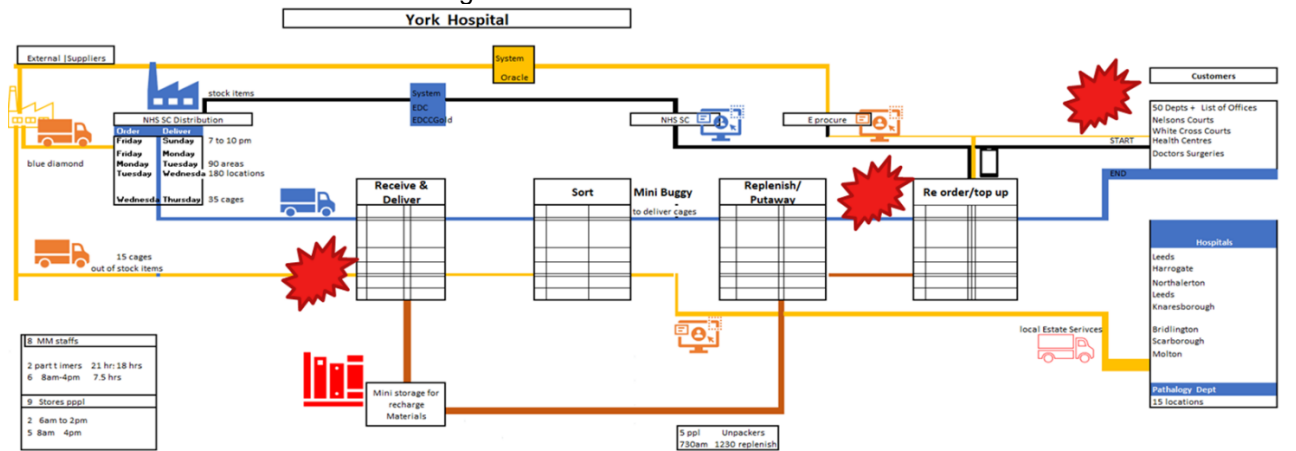 York Hospital
External |Suppliers
System
Oracle
Customers
stock items
System
EDC
EDCCGold
NHS SC Distribution
NHS SC
E procure
50 Depts + List of Offices
Nelsons Courts
White Cross Courts
Health Centres
Doctors Surgeries
START
END
Order Deliver
Friday Sunday 7 to 10 pm
Friday Monday
Monday Tuesday 90 areas
Tuesday Wednesda 180 locations
Wednesda Thursday 35 cages
blue diamond
Receive &
Deliver
Sort
Mini Buggy
-
to deliver cages
Replenish/
Putaway
Re order/top up
15 cages
out of stock items
Hospitals
Leeds
Harrogate
Northalerton
Leeds
Knaresborough
Bridlington
Scarborough
Molton
local Estate Serivces
Pathalogy Dept
15 locations
8 MM staffs
2 part t imers 21 hr: 18 hrs
6 8am-4pm 7.5 hrs
9 Stores pppl
2 6am to 2pm
5 8am 4pm
Mini storage for
recharge
Materials
5 ppl Unpackers
730am 1230 replenish